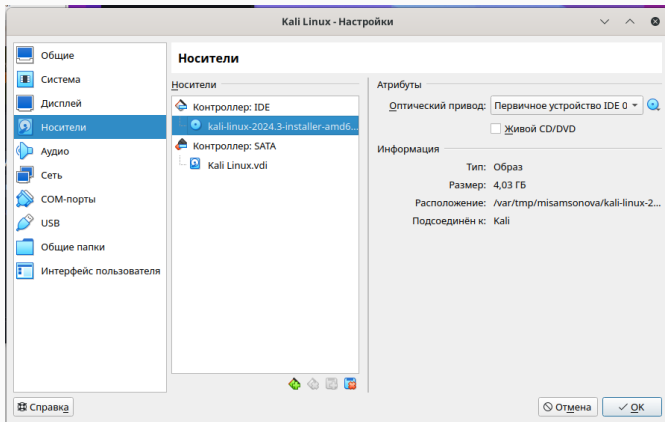 Kali Linux - Настройки
Общие
Система
Дисплей
Носители
Аудио
Сеть
COM-порты
USB
Общие папки
Интерфейс пользователя
Носители
Носители
Контроллер: IDE
kali-linux-2024.3-installer-amd6...
Контроллер: SATA
Kali Linux.vdi
Атрибуты
Оптический привод: Первичное устройство IDE 0
Живой CD/DVD
Информация
Тип: Образ
Размер: 4,03 ГБ
Расположение: /var/tmp/misamsonova/kali-linux-2...
Подсоединён к: Kali
Справка
Отмена
OK